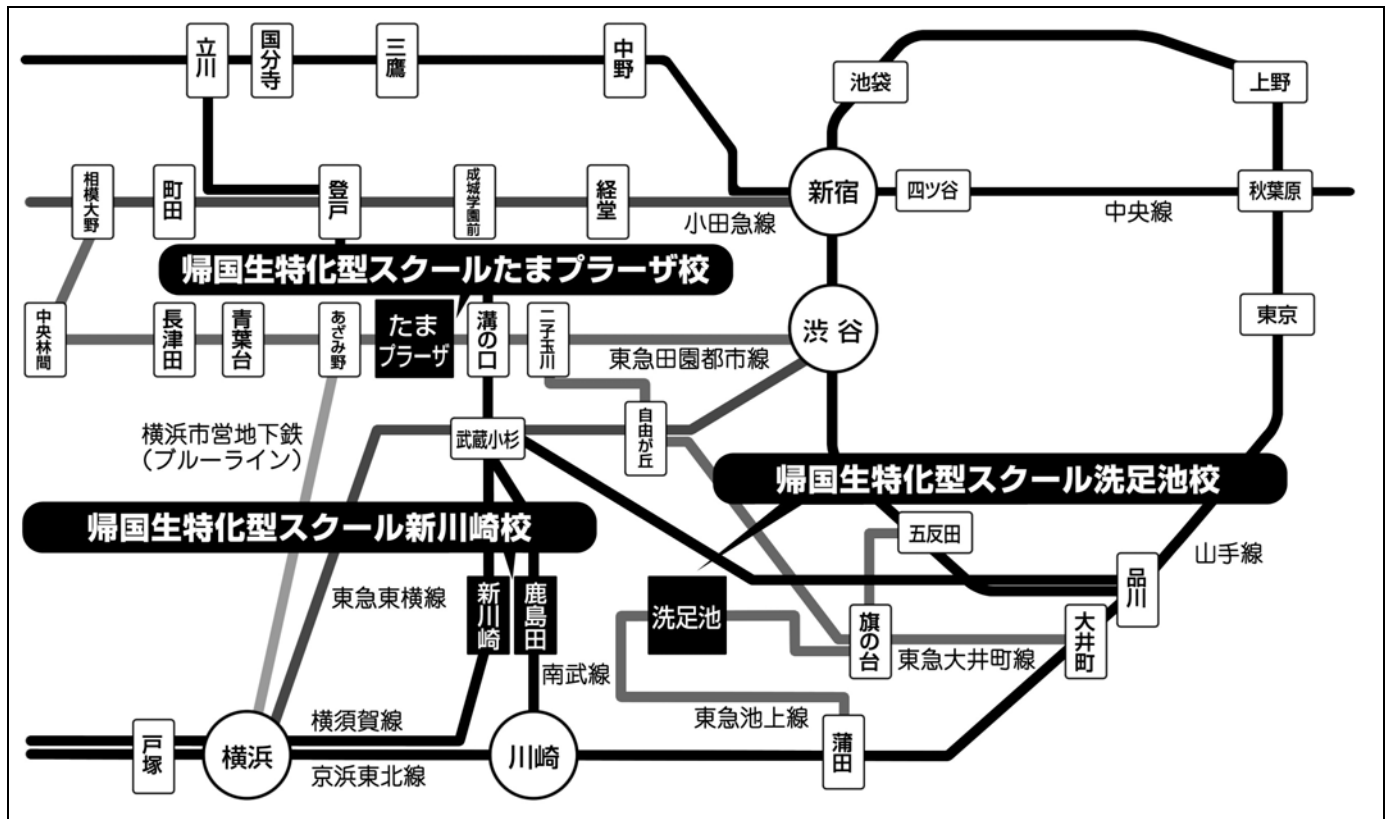 立川
国分寺
三鷹
中野
池袋
上野
相模大野
町田
登戸
成城学園前
経堂
小田急線
新宿
四ツ谷
中央線
秋葉原
帰国生特化型スクールたまプラーザ校
中央林間
長津田
青葉台
あざみ野
たま
プラーザ
溝の口
二子玉川
東急田園都市線
渋谷
東京
横浜市営地下鉄
（ブルーライン）
武蔵小杉
自由が丘
帰国生特化型スクール洗足池校
帰国生特化型スクール新川崎校
五反田
山手線
東急東横線
新川崎
鹿島田
洗足池
旗の台
大井町
品川
南武線
東急大井町線
東急池上線
横須賀線
戸塚
横浜
川崎
蒲田
京浜東北線